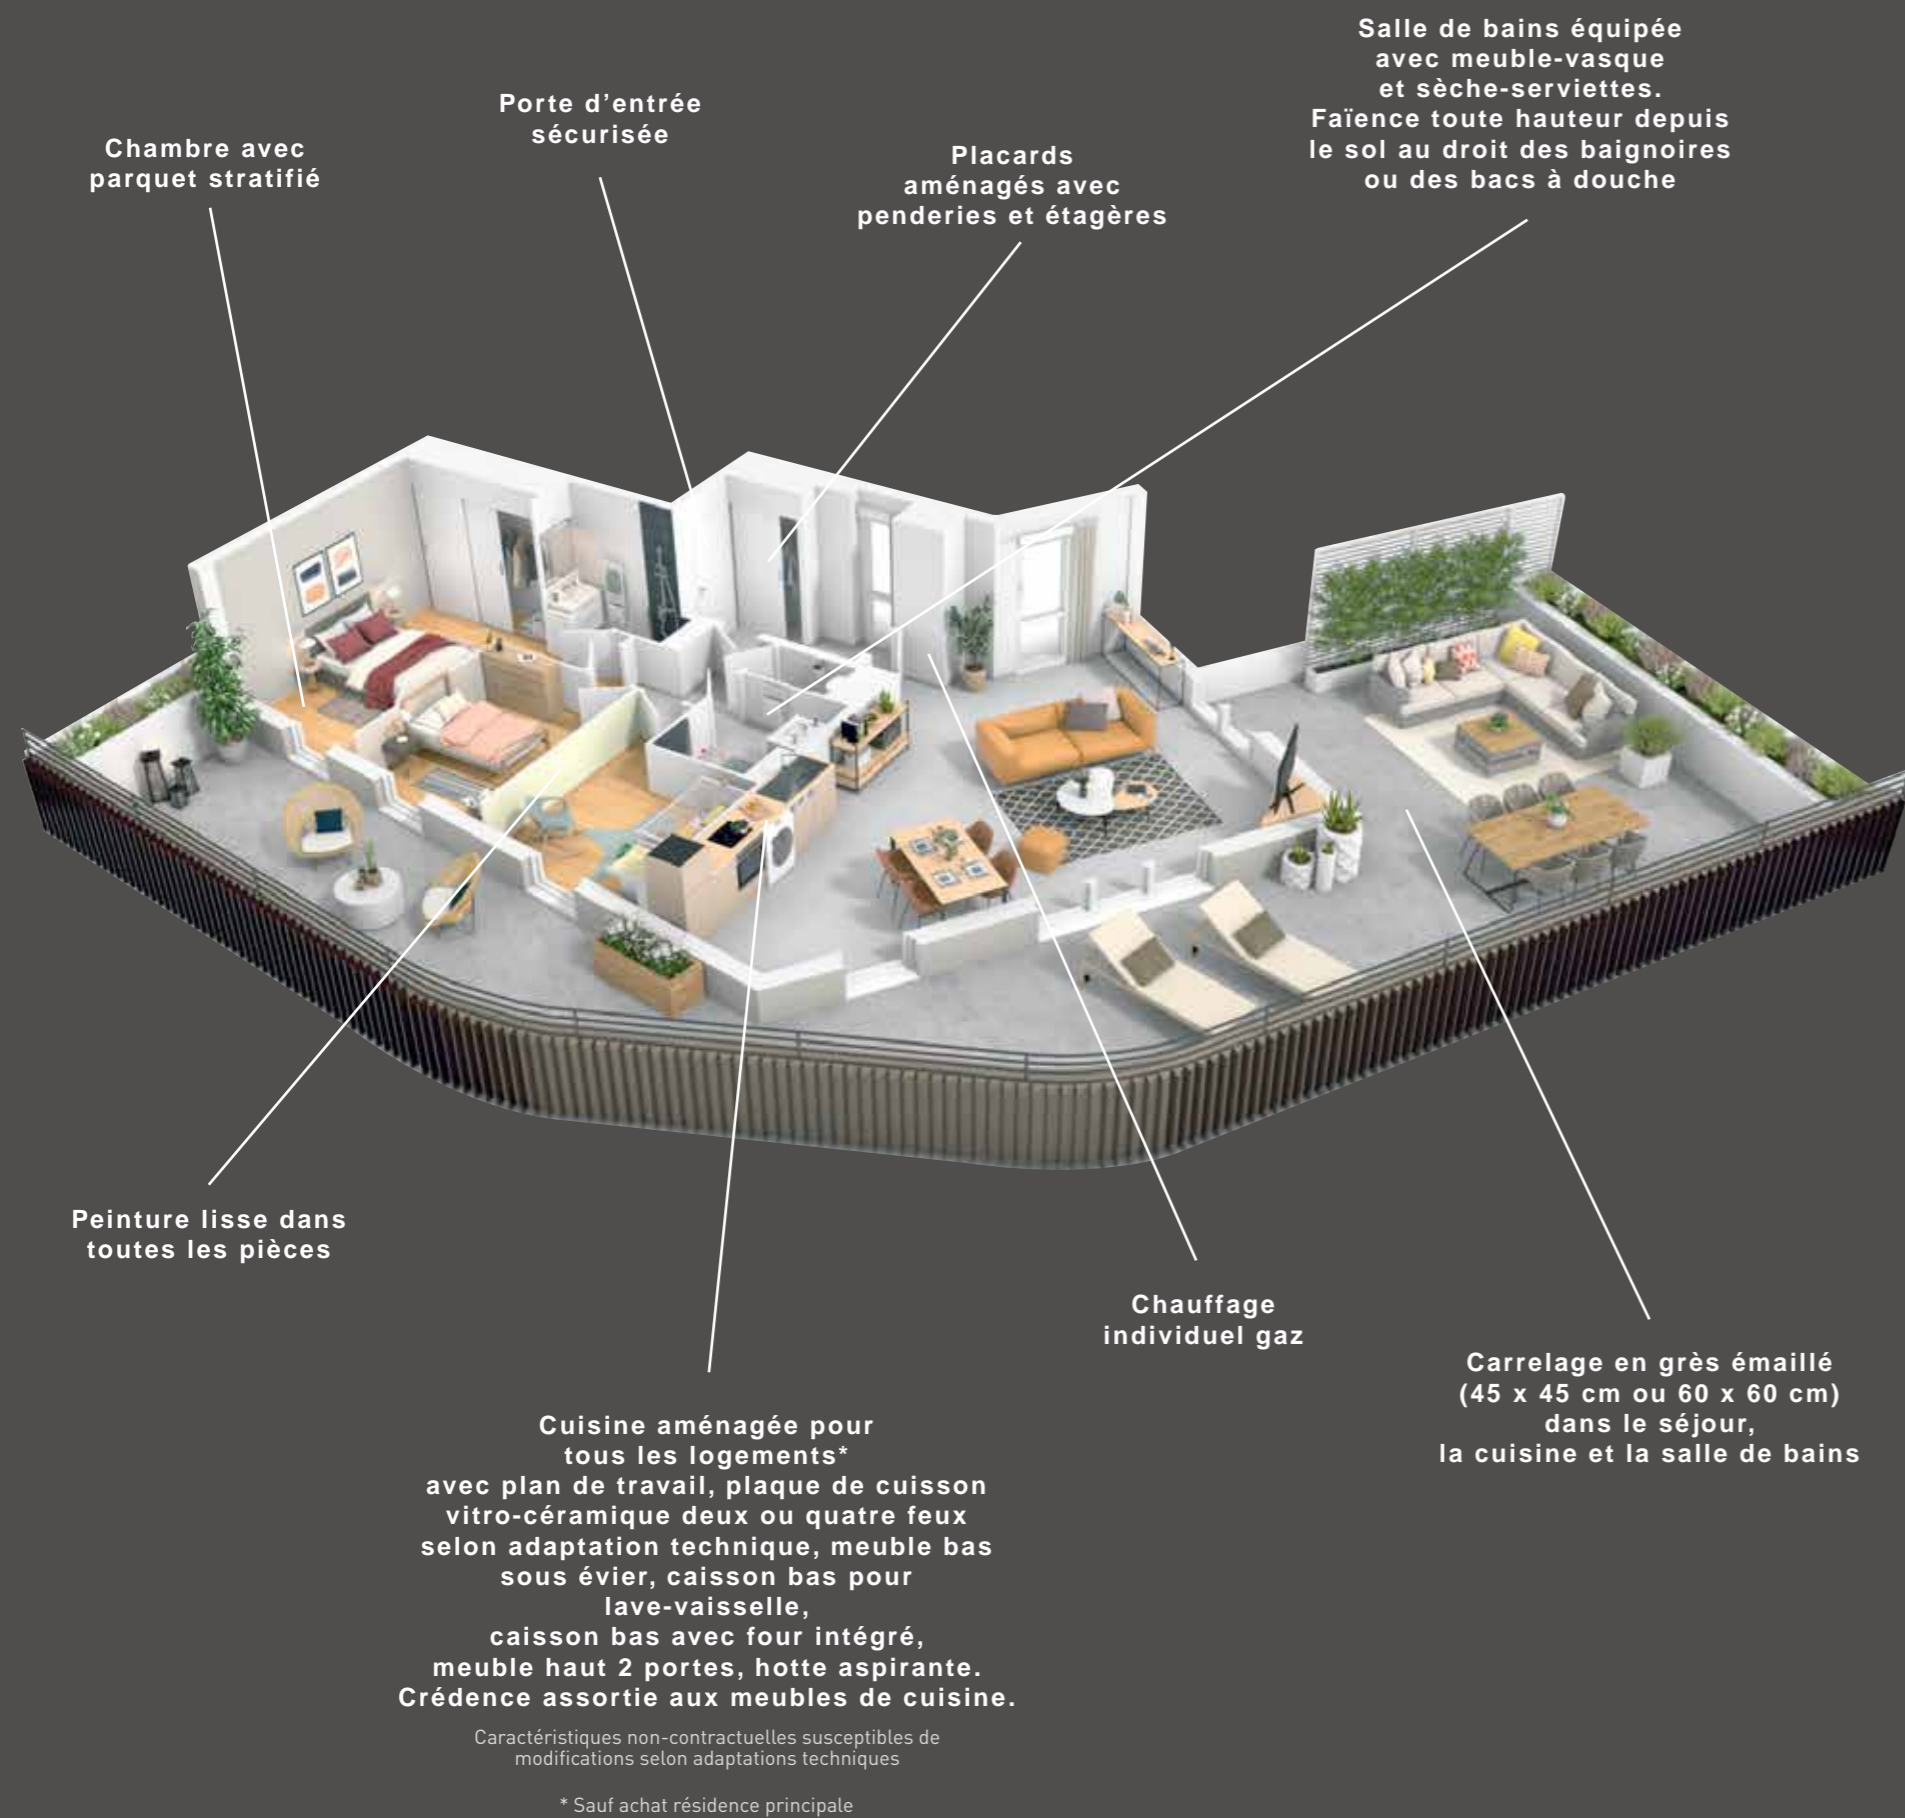 Chambre avec
parquet stratifié
Porte d’entrée
sécurisée
Placards
aménagés avec
penderies et étagères
Salle de bains équipée
avec meuble-vasque
et sèche-serviettes.
Faïence toute hauteur depuis
le sol au droit des baignoires
ou des bacs à douche
Peinture lisse dans
toutes les pièces
Cuisine aménagée pour
tous les logements*
avec plan de travail, plaque de cuisson
vitro-céramique deux ou quatre feux
selon adaptation technique, meuble bas
sous évier, caisson bas pour
lave-vaisselle,
caisson bas avec four intégré,
meuble haut 2 portes, hotte aspirante.
Crédence assortie aux meubles de cuisine.
Caractéristiques non-contractuelles susceptibles de
modifications selon adaptations techniques
* Sauf achat résidence principale
Chauffage
individuel gaz
Carrelage en grès émaillé
(45 x 45 cm ou 60 x 60 cm)
dans le séjour,
la cuisine et la salle de bains